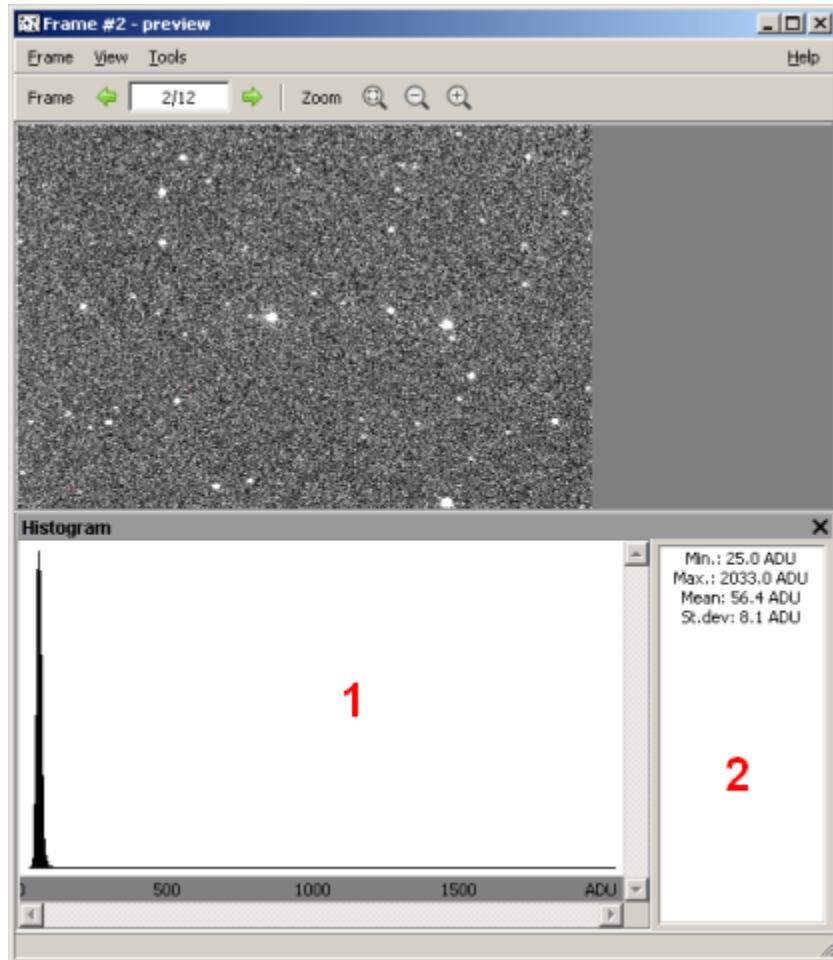 Frame #2 - preview
Frame View Tools Help
Frame 2/12 Zoom
Histogram
Min.: 25.0 ADU
Max.: 2033.0 ADU
Mean: 56.4 ADU
St.dev: 8.1 ADU
1
2
0 500 1000 1500 ADU